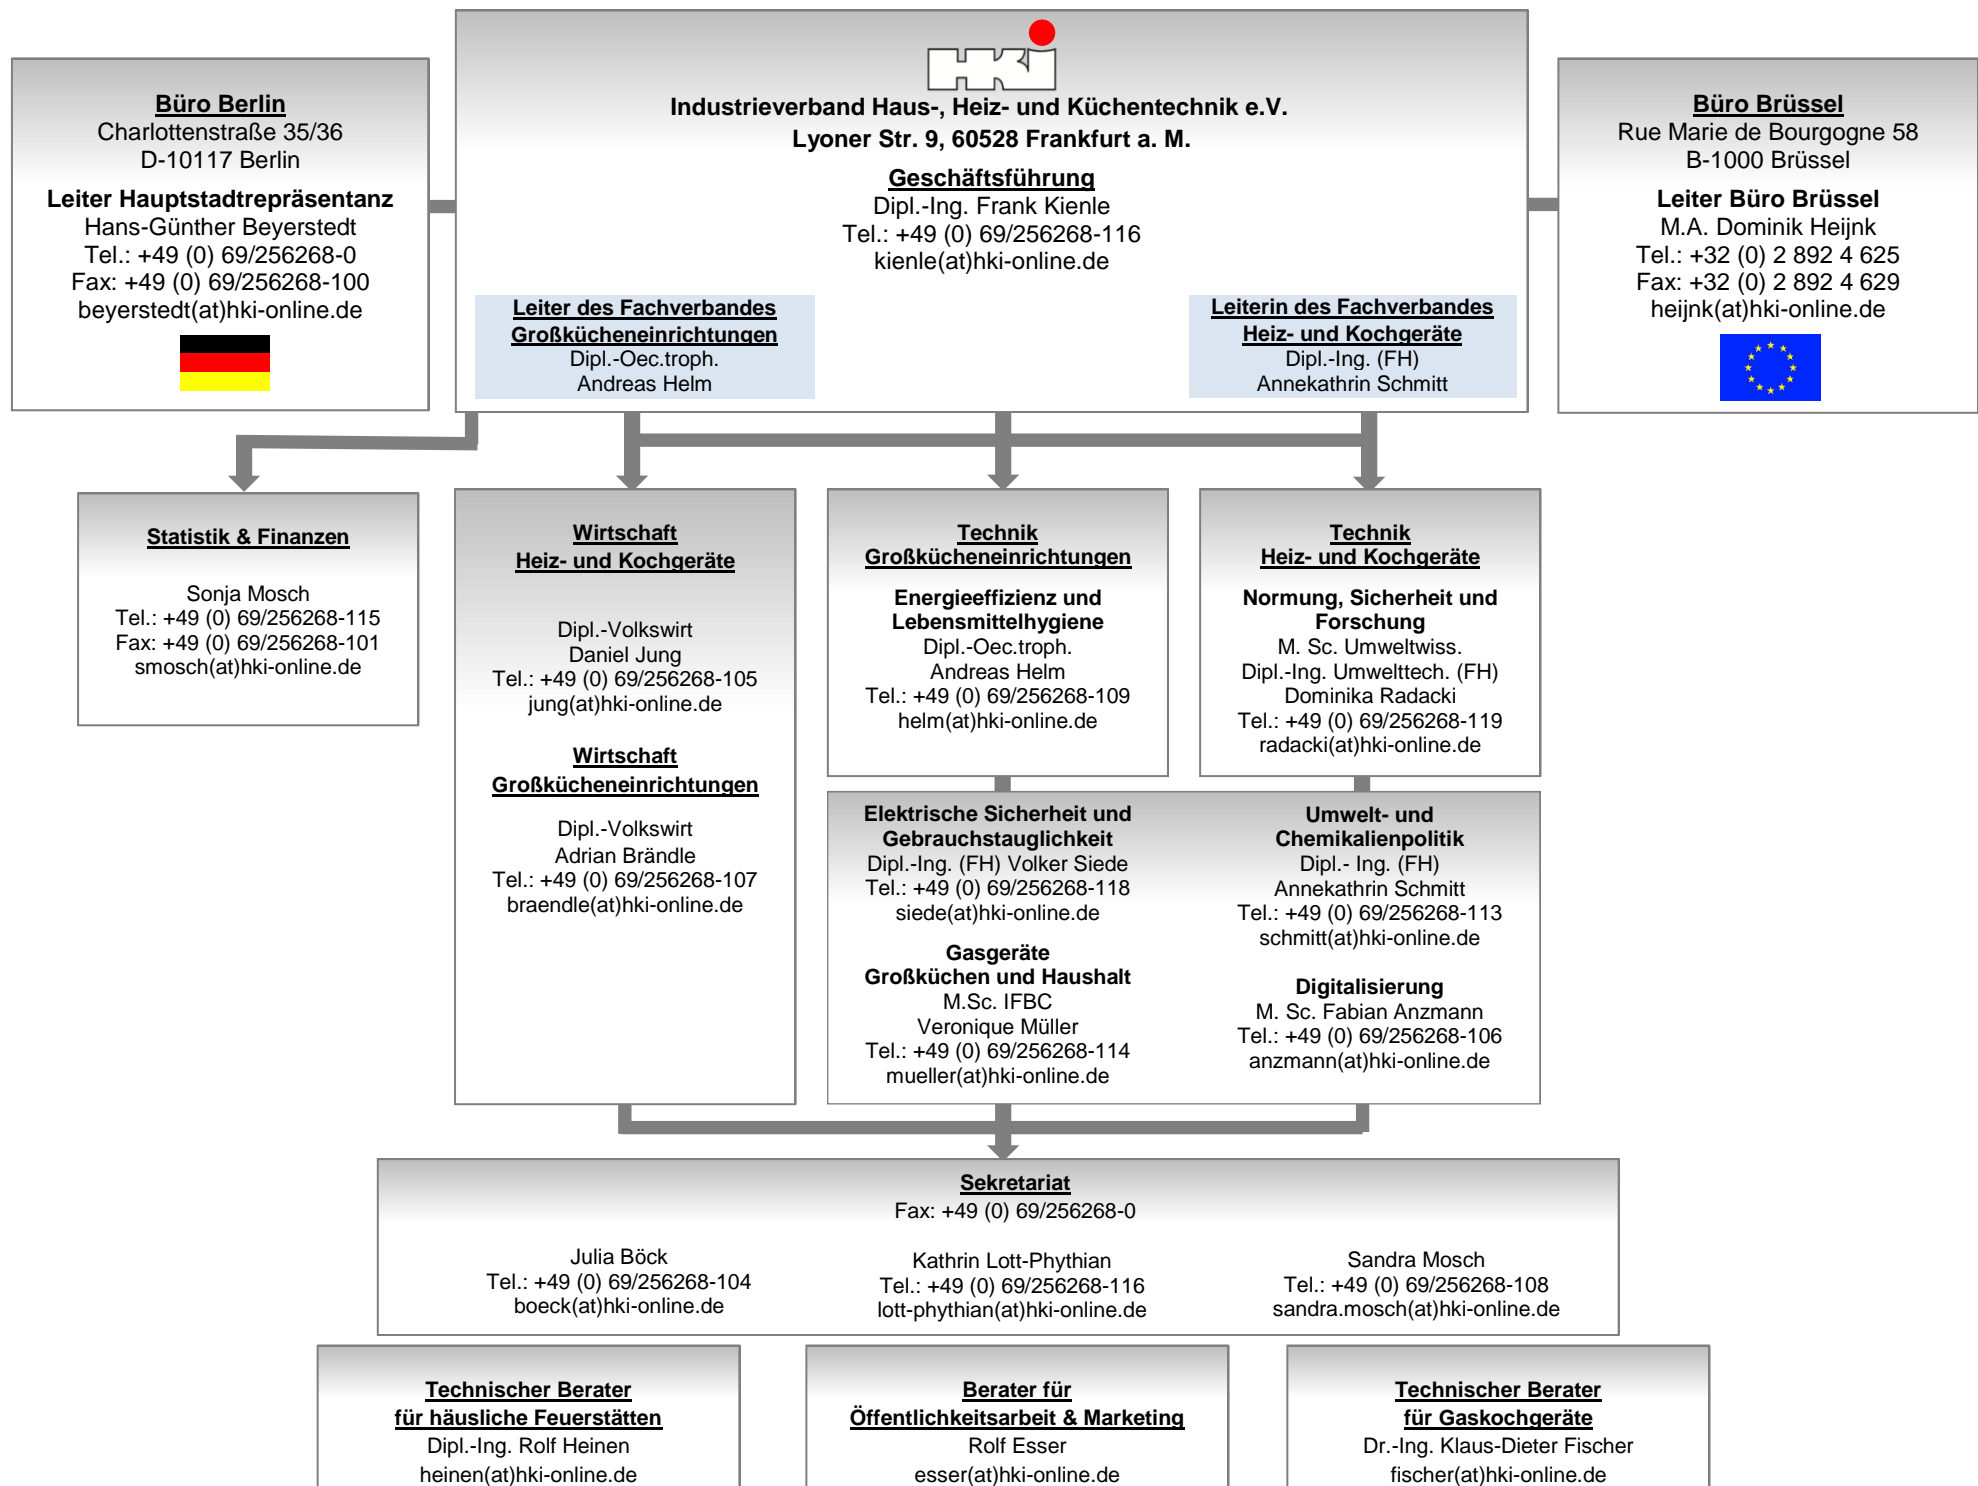 Büro Berlin
Charlottenstraße 35/36
D-10117 Berlin
Leiter Hauptstadtrepräsentanz
Hans-Günther Beyerstedt
Tel.: +49 (0) 69/256268-0
Fax: +49 (0) 69/256268-100
beyerstedt(at)hki-online.de
HKi
Industrieverband Haus-, Heiz- und Küchentechnik e.V.
Lyoner Str. 9, 60528 Frankfurt a. M.
Geschäftsführung
Dipl.-Ing. Frank Kienle
Tel.: +49 (0) 69/256268-116
kienle(at)hki-online.de
Leiter des Fachverbandes
Großkücheneinrichtungen
Dipl.-Oec.troph.
Andreas Helm
Leiterin des Fachverbandes
Heiz- und Kochgeräte
Dipl.-Ing. (FH)
Annekathrin Schmitt
Büro Brüssel
Rue Marie de Bourgogne 58
B-1000 Brüssel
Leiter Büro Brüssel
M.A. Dominik Heijnk
Tel.: +32 (0) 2 892 4 625
Fax: +32 (0) 2 892 4 629
heijnk(at)hki-online.de
Statistik & Finanzen
Sonja Mosch
Tel.: +49 (0) 69/256268-115
Fax: +49 (0) 69/256268-101
smosch(at)hki-online.de
Wirtschaft
Heiz- und Kochgeräte
Dipl.-Volkswirt
Daniel Jung
Tel.: +49 (0) 69/256268-105
jung(at)hki-online.de
Wirtschaft
Großkücheneinrichtungen
Dipl.-Volkswirt
Adrian Brändle
Tel.: +49 (0) 69/256268-107
braendle(at)hki-online.de
Technik
Großkücheneinrichtungen
Energieeffizienz und
Lebensmittelhygiene
Dipl.-Oec.troph.
Andreas Helm
Tel.: +49 (0) 69/256268-109
helm(at)hki-online.de
Technik
Heiz- und Kochgeräte
Normung, Sicherheit und
Forschung
M. Sc. Umweltwiss.
Dipl.-Ing. Umwelttech. (FH)
Dominika Radacki
Tel.: +49 (0) 69/256268-119
radacki(at)hki-online.de
Elektrische Sicherheit und
Gebrauchstauglichkeit
Dipl.-Ing. (FH) Volker Siede
Tel.: +49 (0) 69/256268-118
siede(at)hki-online.de
Gasgeräte
Großküchen und Haushalt
M.Sc. IFBC
Veronique Müller
Tel.: +49 (0) 69/256268-114
mueller(at)hki-online.de
Umwelt- und
Chemikalienpolitik
Dipl.- Ing. (FH)
Annekathrin Schmitt
Tel.: +49 (0) 69/256268-113
schmitt(at)hki-online.de
Digitalisierung
M. Sc. Fabian Anzmann
Tel.: +49 (0) 69/256268-106
anzmann(at)hki-online.de
Sekretariat
Fax: +49 (0) 69/256268-0
Julia Böck
Tel.: +49 (0) 69/256268-104
boeck(at)hki-online.de
Kathrin Lott-Phythian
Tel.: +49 (0) 69/256268-116
lott-phythian(at)hki-online.de
Sandra Mosch
Tel.: +49 (0) 69/256268-108
sandra.mosch(at)hki-online.de
Technischer Berater
für häusliche Feuerstätten
Dipl.-Ing. Rolf Heinen
heinen(at)hki-online.de
Berater für
Öffentlichkeitsarbeit & Marketing
Rolf Esser
esser(at)hki-online.de
Technischer Berater
für Gaskochgeräte
Dr.-Ing. Klaus-Dieter Fischer
fischer(at)hki-online.de